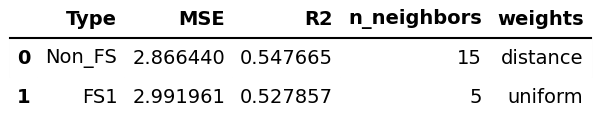 Type MSE R2 n_neighbors weights
0 Non_FS 2.866440 0.547665 15 distance
1 FS1 2.991961 0.527857 5 uniform